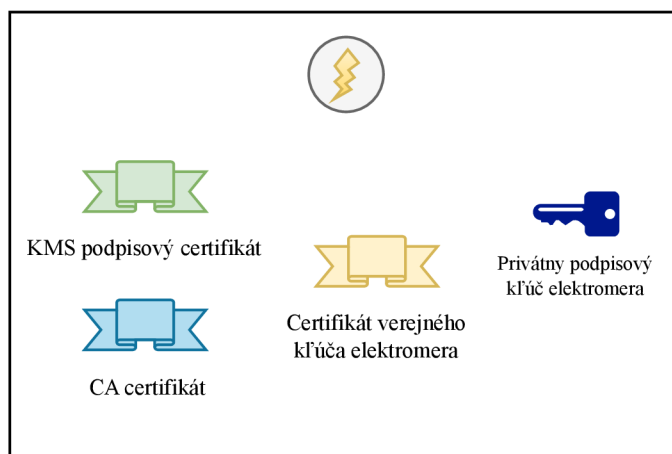 KMS podpisový certifikát
CA certifikát
Certifikát verejného
kľúča elektromera
Privátny podpisový
kľúč elektromera